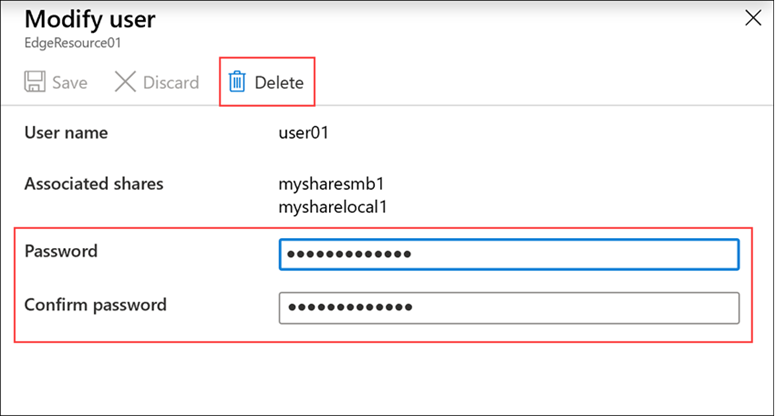 Modify user
EdgeResource01
Save Discard Delete
User name user01
Associated shares mysharesmb1
mysharelocal1
Password •••••••••••••
Confirm password •••••••••••••